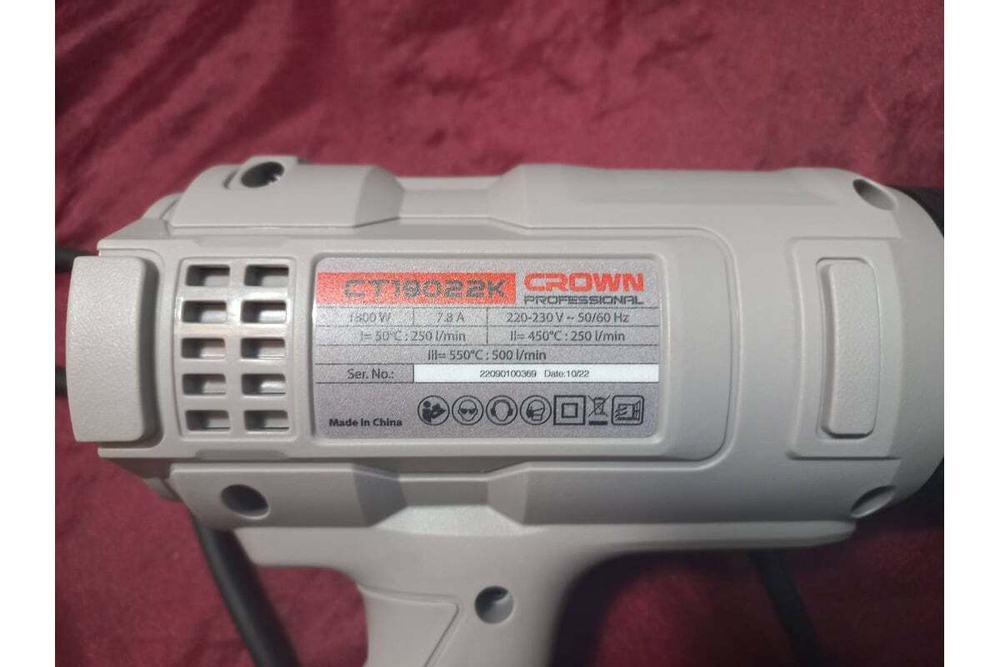 CT19022K CROWN
PROFESSIONAL
1800 W 7.8 A 220-230 V ~ 50/60 Hz
I= 50°C : 250 l/min II= 450°C : 250 l/min
III= 550°C : 500 l/min
Ser. No.: 22090100369 Date:10/22
Made in China